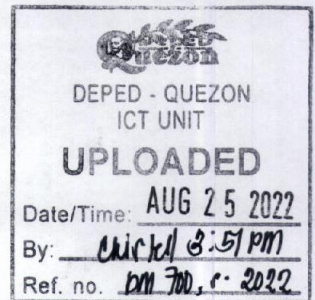 DEPED
QUEZON
DEPED - QUEZON
ICT UNIT
UPLOADED
Date/Time: AUG 25 2022
By: 3:51 PM
Ref. no. DM 700, s. 2022